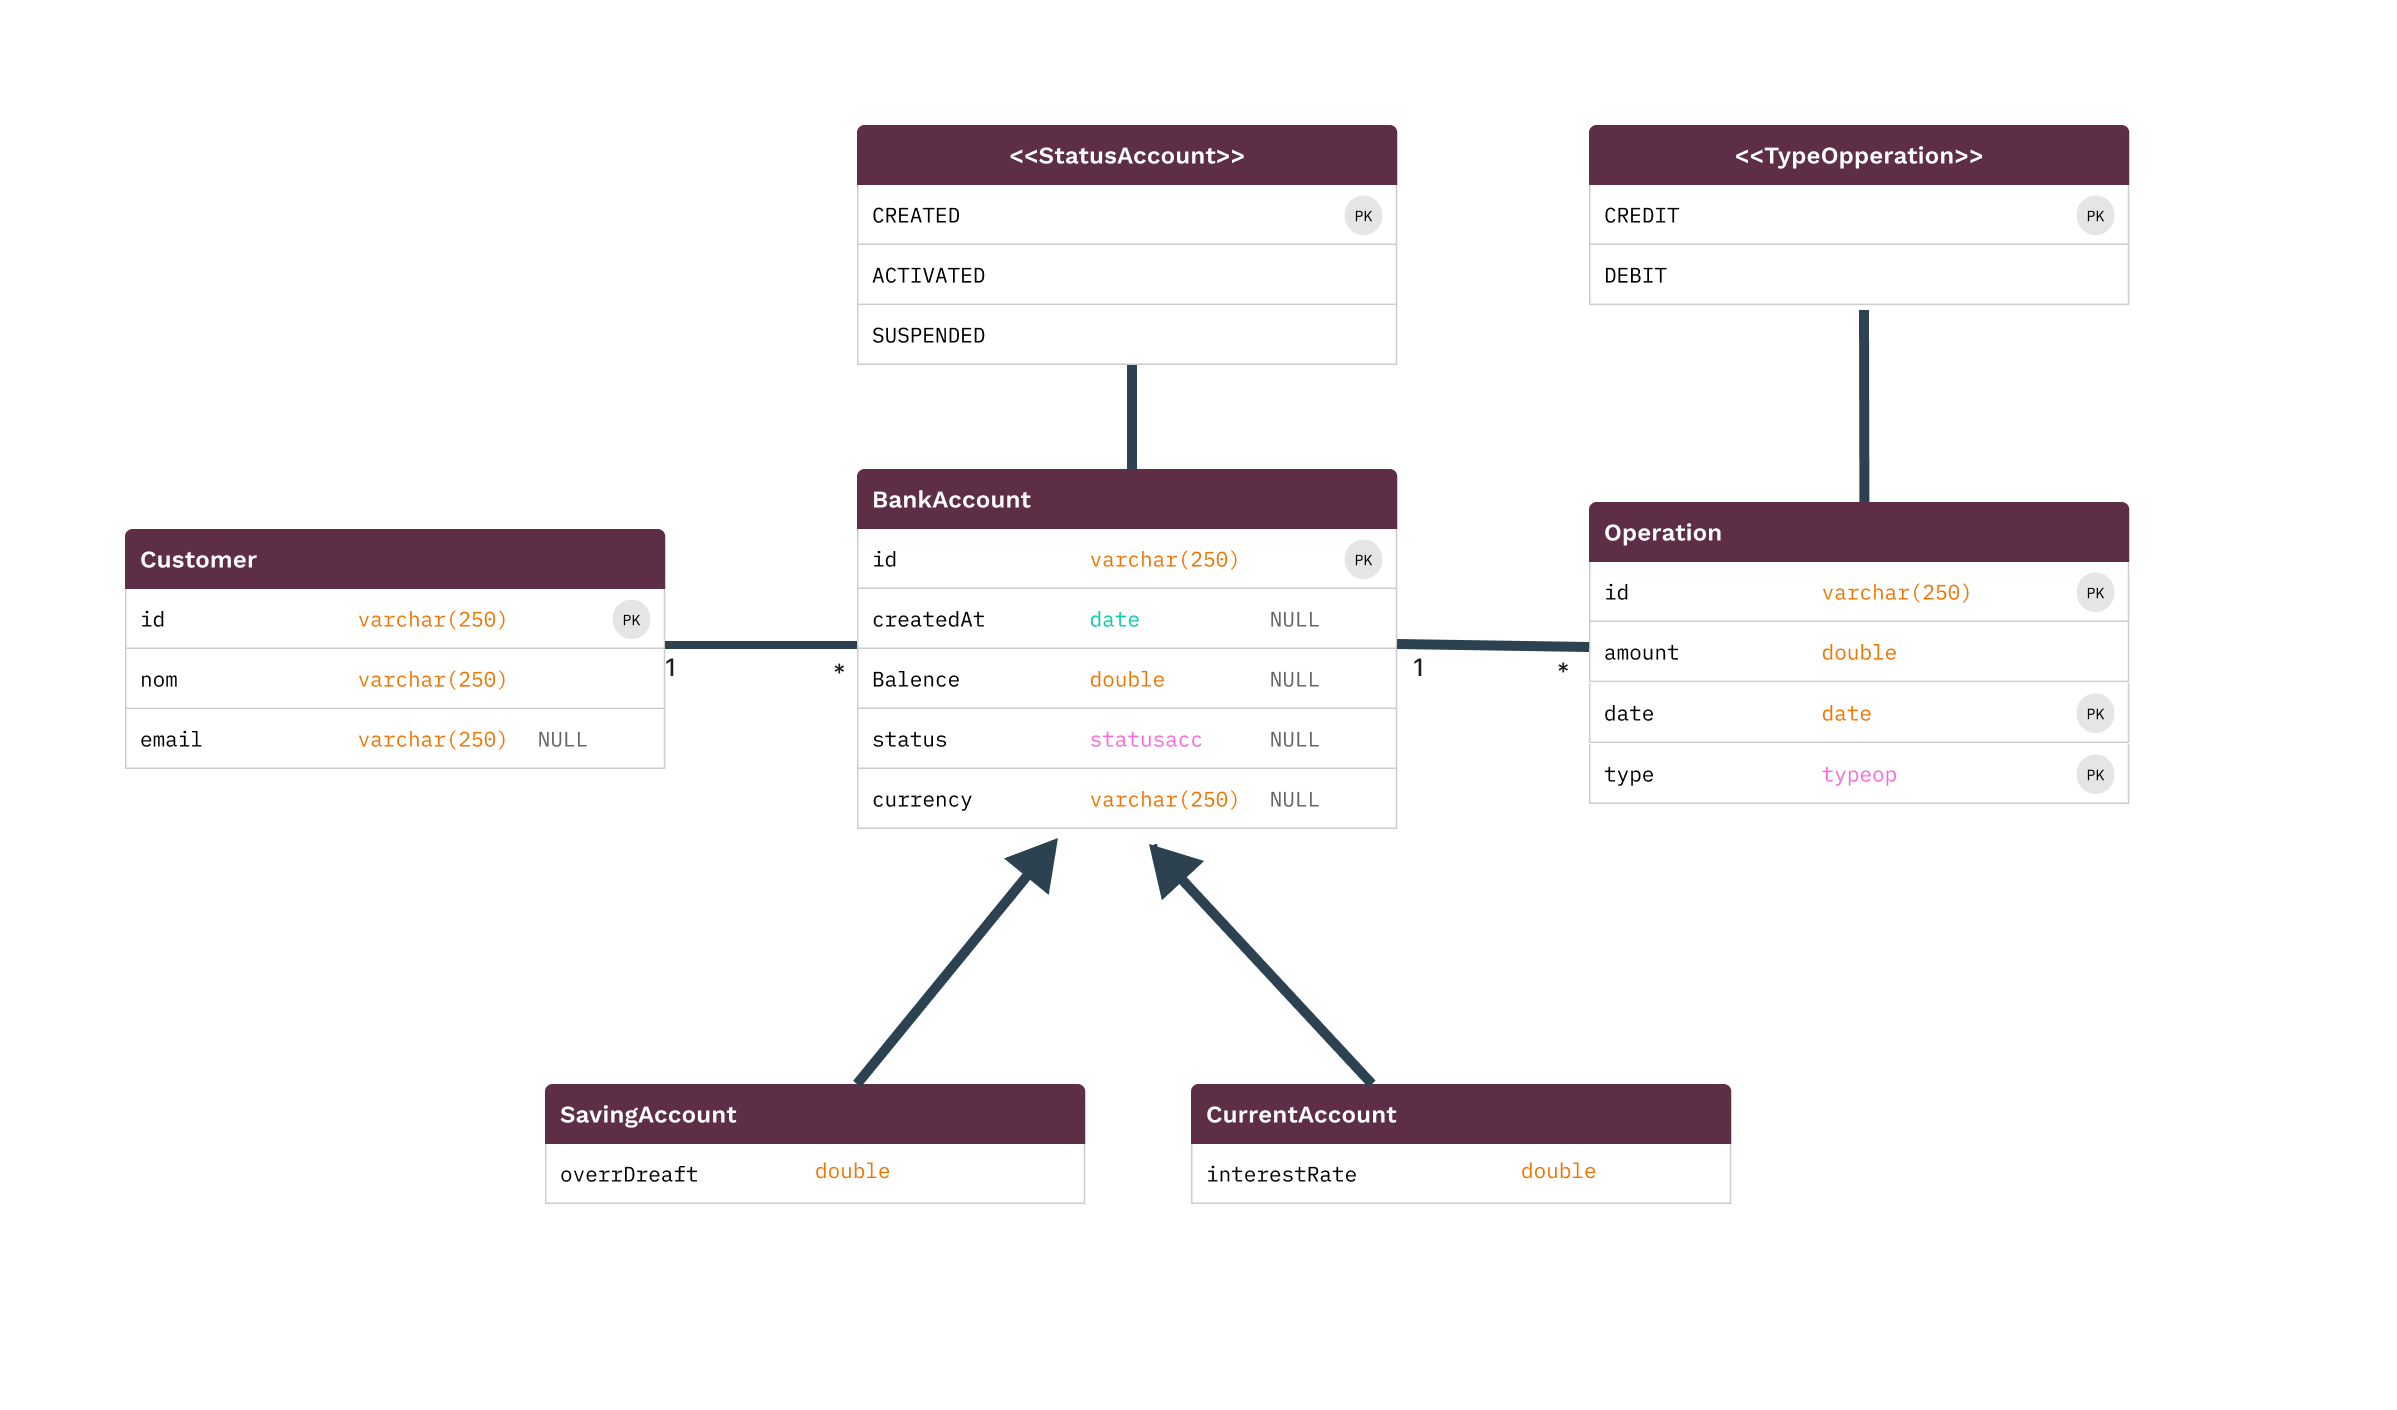 <<StatusAccount>>
CREATED PK
ACTIVATED
SUSPENDED
<<TypeOpperation>>
CREDIT PK
DEBIT
Customer
id varchar(250) PK
nom varchar(250)
email varchar(250) NULL
1 *
BankAccount
id varchar(250) PK
createdAt date NULL
Balence double NULL
status statusacc NULL
currency varchar(250) NULL
1 *
Operation
id varchar(250) PK
amount double
date date PK
type typeop PK
SavingAccount
overrDreaft double
CurrentAccount
interestRate double